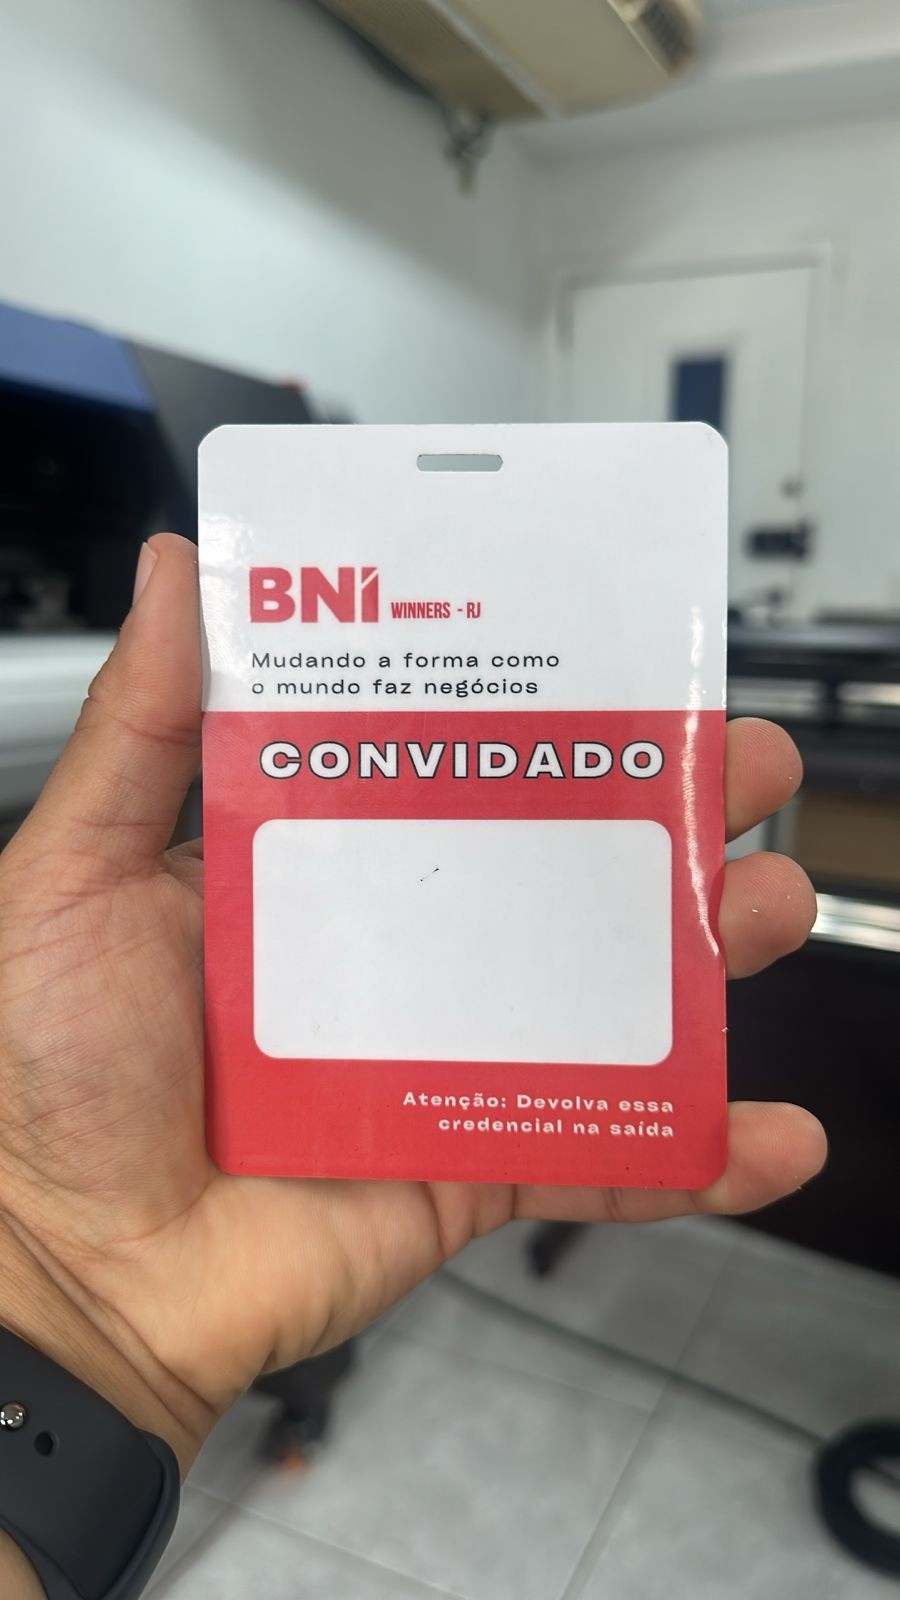 BNI WINNERS - RJ
Mudando a forma como
o mundo faz negócios
CONVIDADO
Atenção: Devolva essa
credencial na saída